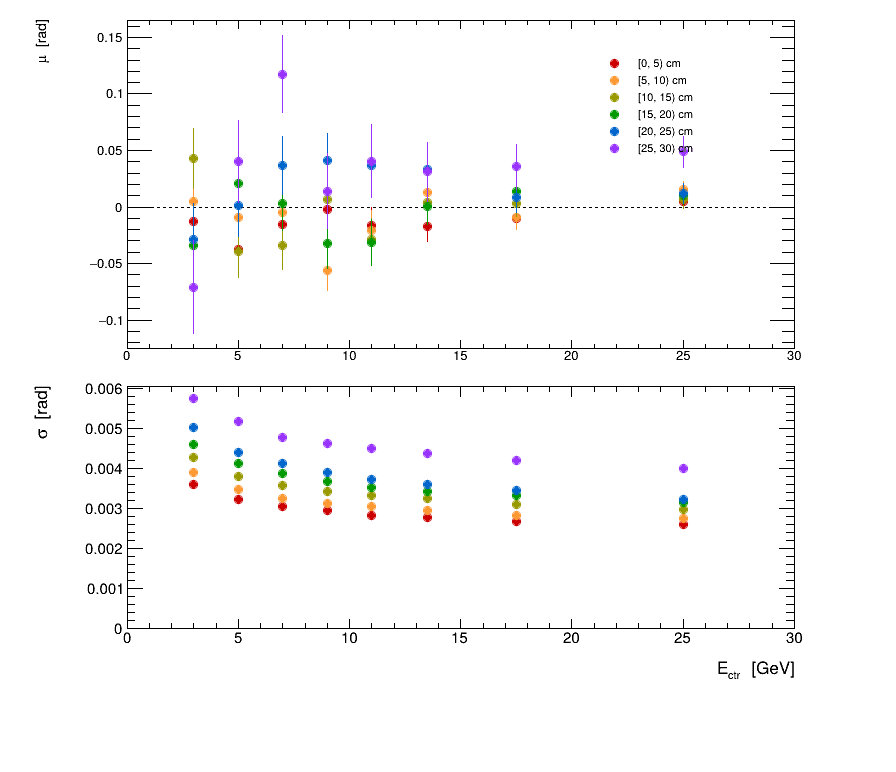 μ [rad]
0.15
0.1
0.05
0
−0.05
−0.1
[0, 5) cm
[5, 10) cm
[10, 15) cm
[15, 20) cm
[20, 25) cm
[25, 30) cm
0 5 10 15 20 25 30
σ [rad]
0.006
0.005
0.004
0.003
0.002
0.001
0
0 5 10 15 20 25 30
E_ctr [GeV]